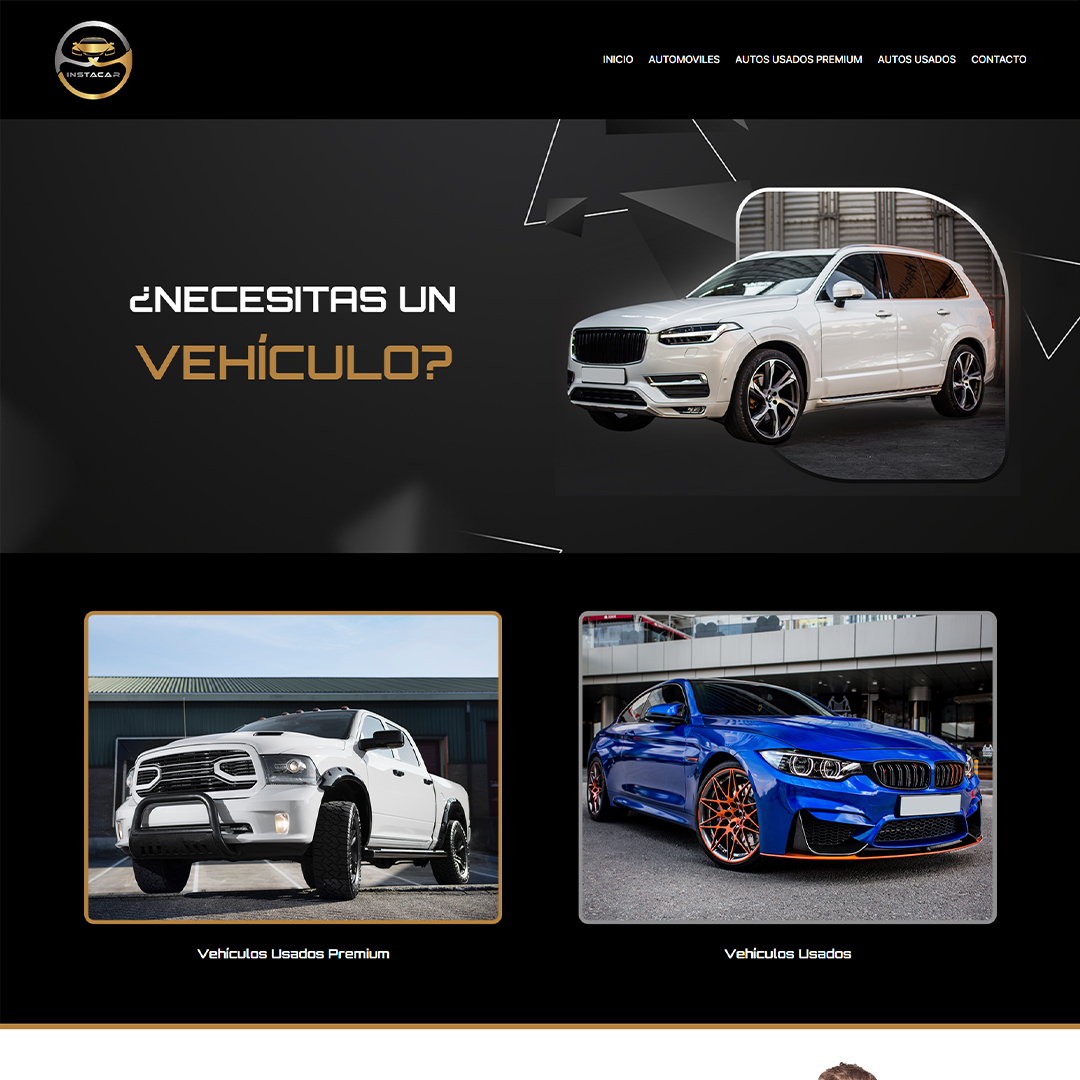 INSTACAR
INICIO AUTOMOVILES AUTOS USADOS PREMIUM AUTOS USADOS CONTACTO
¿NECESITAS UN
VEHÍCULO?
Vehículos Usados Premium
Vehículos Usados